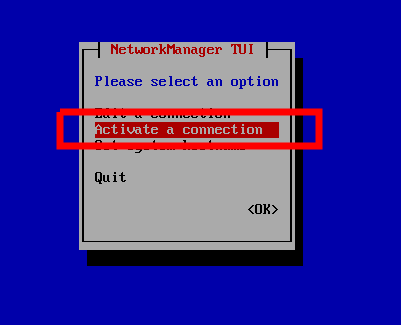 NetworkManager TUI
Please select an option
Edit a connection
Activate a connection
Set system hostname
Quit
<OK>